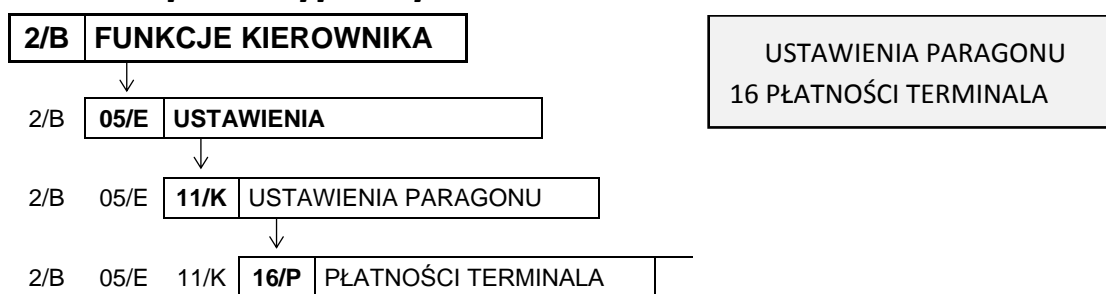 2/B FUNKCJE KIEROWNIKA
2/B 05/E USTAWIENIA
2/B 05/E 11/K USTAWIENIA PARAGONU
2/B 05/E 11/K 16/P PŁATNOŚCI TERMINALA
USTAWIENIA PARAGONU
16 PŁATNOŚCI TERMINALA